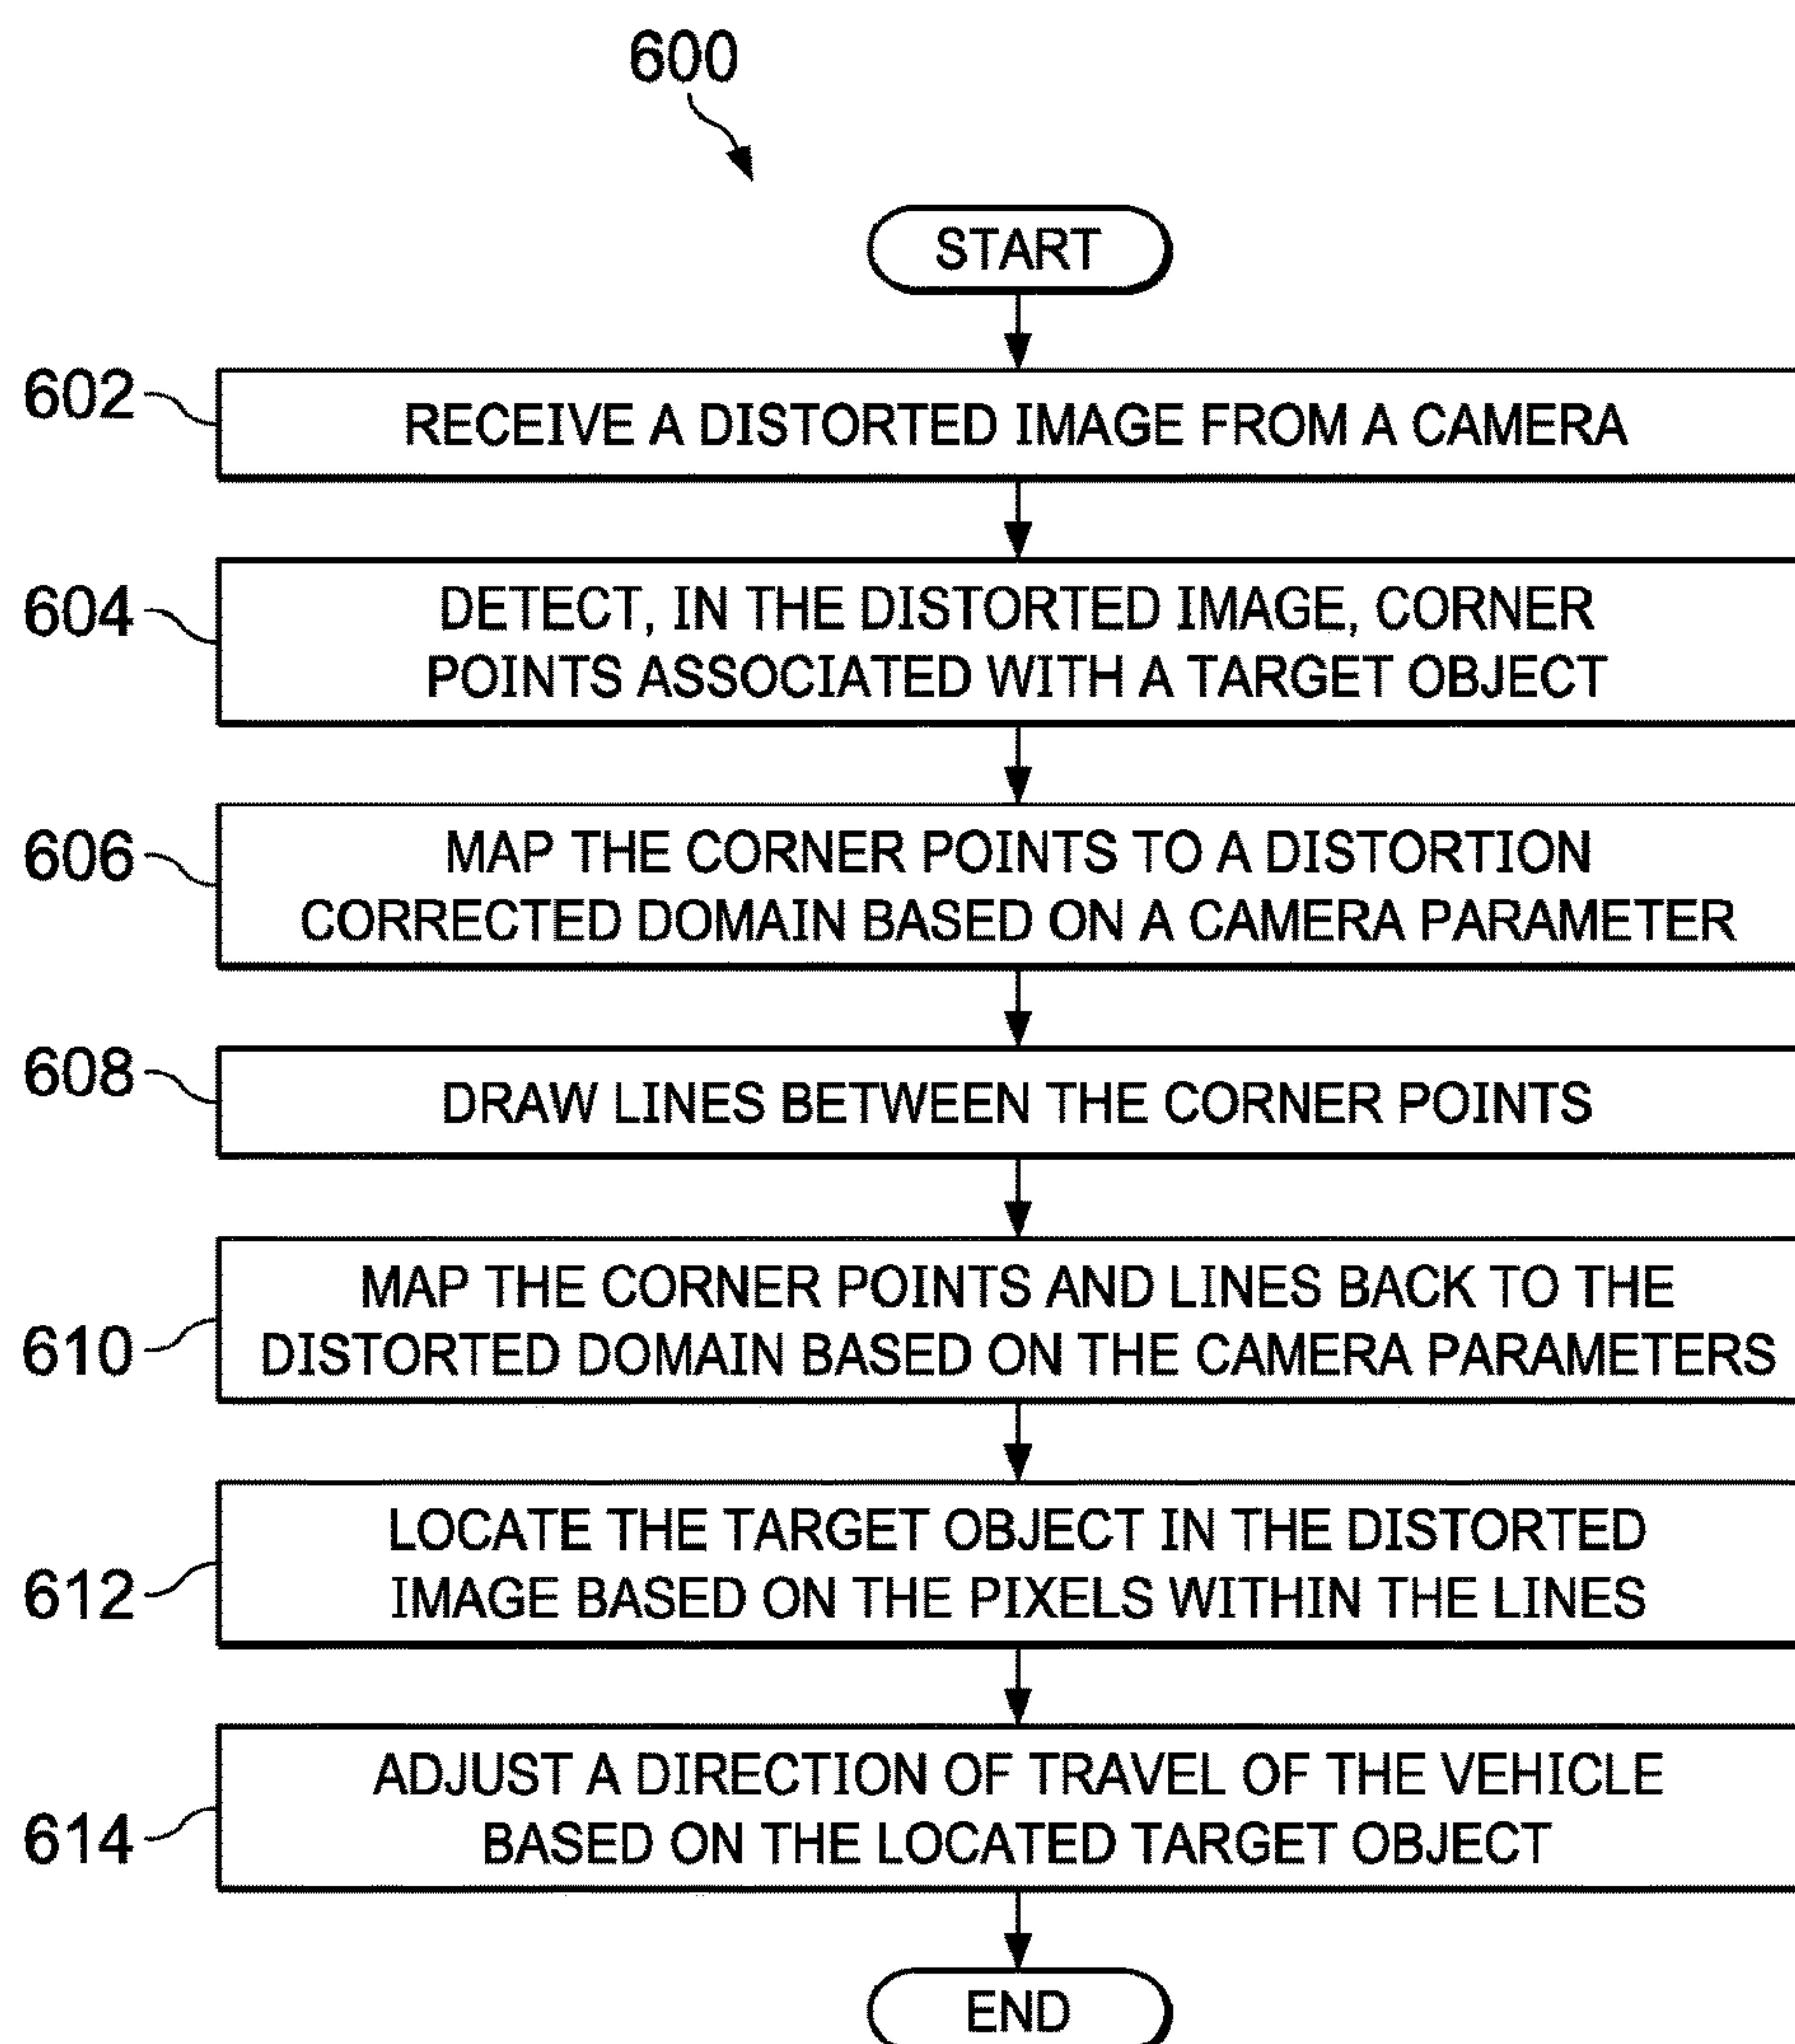 600
START
602
RECEIVE A DISTORTED IMAGE FROM A CAMERA
604
DETECT, IN THE DISTORTED IMAGE, CORNER
POINTS ASSOCIATED WITH A TARGET OBJECT
606
MAP THE CORNER POINTS TO A DISTORTION
CORRECTED DOMAIN BASED ON A CAMERA PARAMETER
608
DRAW LINES BETWEEN THE CORNER POINTS
610
MAP THE CORNER POINTS AND LINES BACK TO THE
DISTORTED DOMAIN BASED ON THE CAMERA PARAMETERS
612
LOCATE THE TARGET OBJECT IN THE DISTORTED
IMAGE BASED ON THE PIXELS WITHIN THE LINES
614
ADJUST A DIRECTION OF TRAVEL OF THE VEHICLE
BASED ON THE LOCATED TARGET OBJECT
END